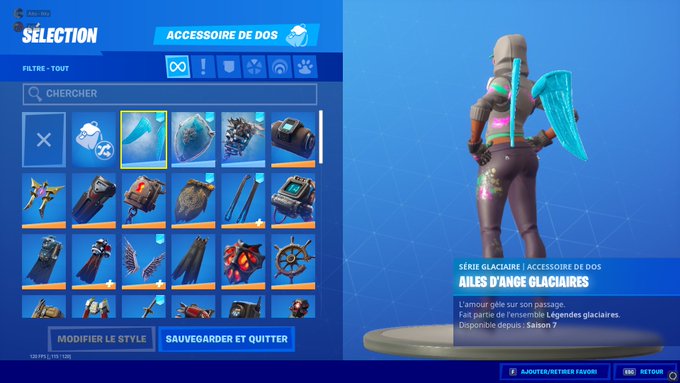 SÉLECTION
ACCESSOIRE DE DOS
FILTRE - TOUT
CHERCHER
SÉRIE GLACIAIRE | ACCESSOIRE DE DOS
AILES D'ANGE GLACIAIRES
L'amour gèle sur son passage.
Fait partie de l'ensemble Légendes glaciaires.
Disponible depuis : Saison 7
MODIFIER LE STYLE
SAUVEGARDER ET QUITTER
F AJOUTER/RETIRER FAVORI
ESC RETOUR